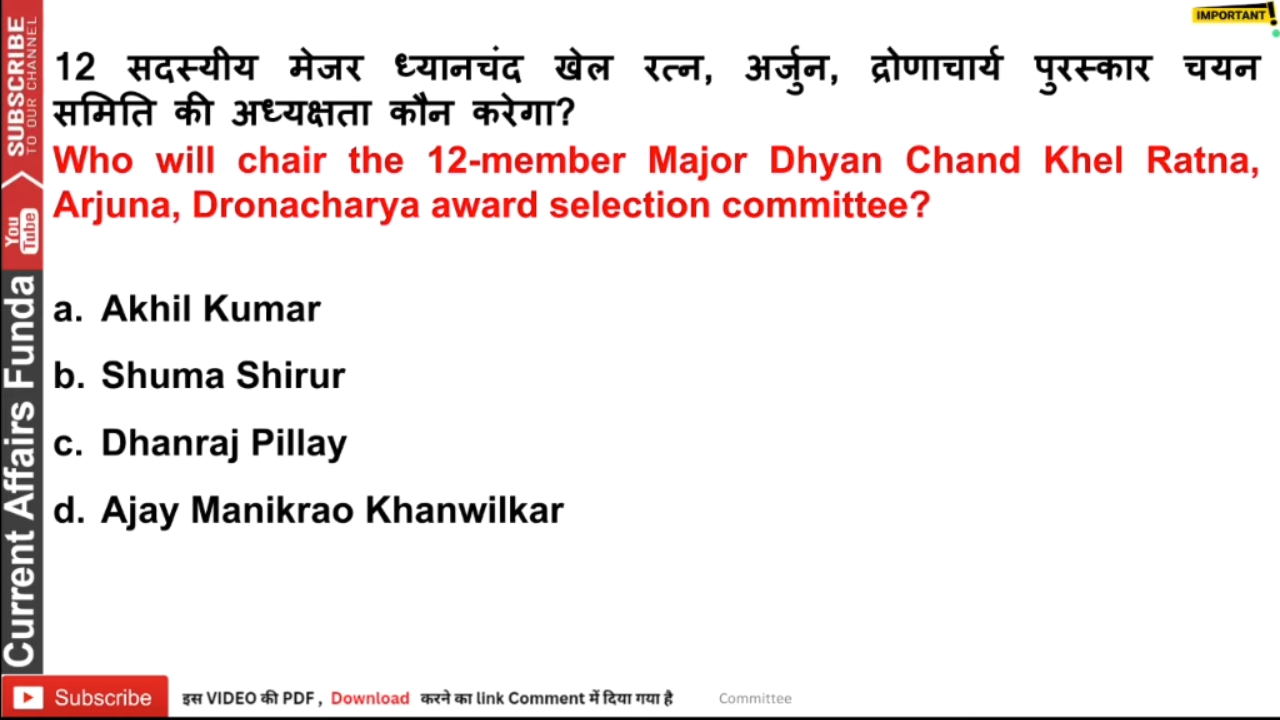 IMPORTANT!
12 सदस्यीय मेजर ध्यानचंद खेल रत्न, अर्जुन, द्रोणाचार्य पुरस्कार चयन
समिति की अध्यक्षता कौन करेगा?
Who will chair the 12-member Major Dhyan Chand Khel Ratna,
Arjuna, Dronacharya award selection committee?
a. Akhil Kumar
b. Shuma Shirur
c. Dhanraj Pillay
d. Ajay Manikrao Khanwilkar
SUBSCRIBE
TO OUR CHANNEL
You
Tube
Current Affairs Funda
Subscribe इस VIDEO की PDF , Download करने का link Comment में दिया गया है Committee